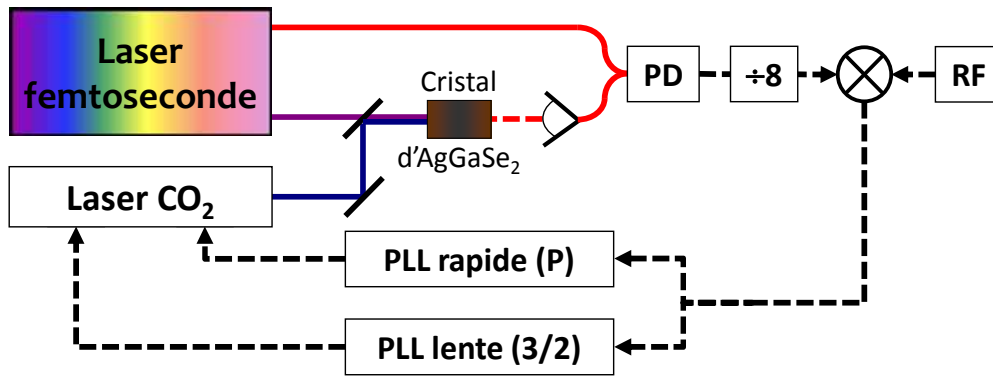 Laser
femtoseconde
Cristal
d'AgGaSe₂
PD
÷8
RF
Laser CO₂
PLL rapide (P)
PLL lente (3/2)